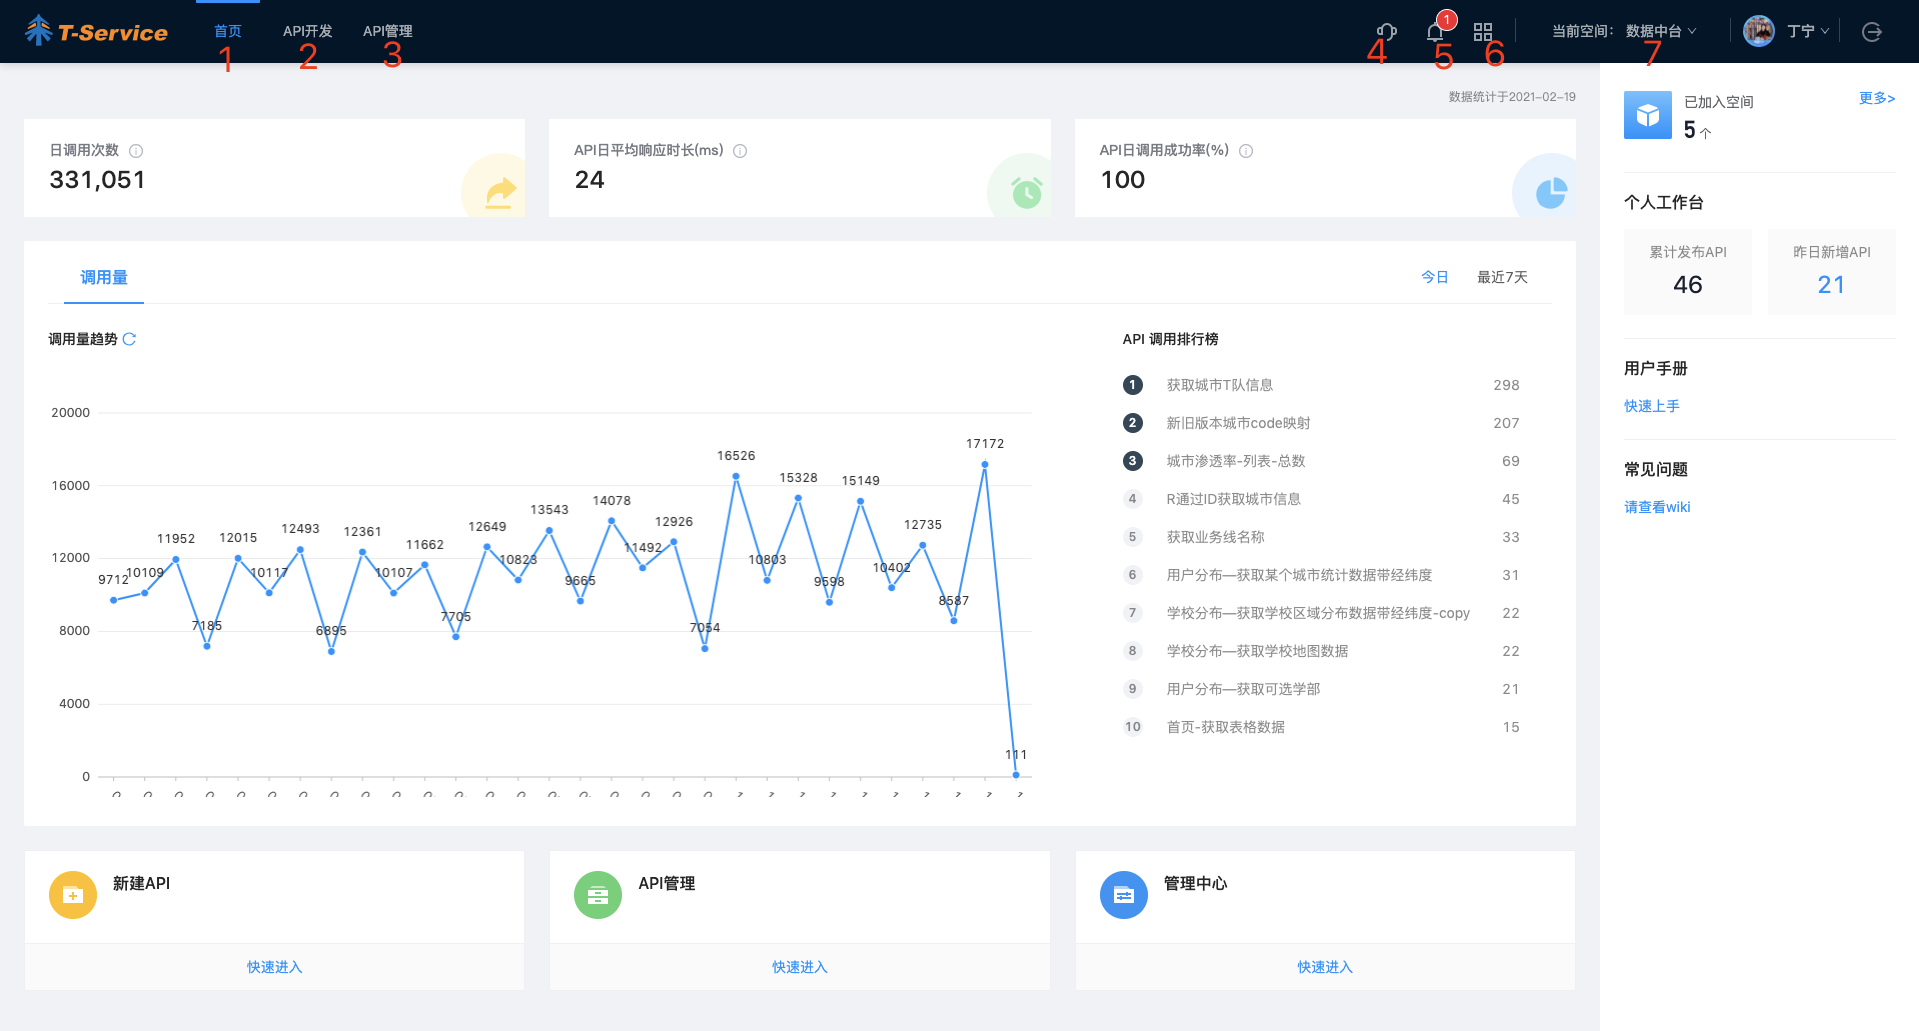 T-Service
首页
API开发
API管理
1
当前空间：
数据中台
丁宁
1
2
3
4
5
6
7
数据统计于2021-02-19
日调用次数
331,051
API日平均响应时长(ms)
24
API日调用成功率(%)
100
调用量
今日
最近7天
调用量趋势
20000
16000
12000
8000
4000
0
9712
10109
11952
7185
12015
10117
12493
6895
12361
10107
11662
7705
12649
10823
13543
9665
14078
11492
12926
7054
16526
10803
15328
9598
15149
10402
12735
8587
17172
111
API 调用排行榜
1 获取城市T队信息 298
2 新旧版本城市code映射 207
3 城市渗透率-列表-总数 69
4 R通过ID获取城市信息 45
5 获取业务线名称 33
6 用户分布—获取某个城市统计数据带经纬度 31
7 学校分布—获取学校区域分布数据带经纬度-copy 22
8 学校分布—获取学校地图数据 22
9 用户分布—获取可选学部 21
10 首页-获取表格数据 15
新建API
快速进入
API管理
快速进入
管理中心
快速进入
已加入空间
更多>
5 个
个人工作台
累计发布API
46
昨日新增API
21
用户手册
快速上手
常见问题
请查看wiki